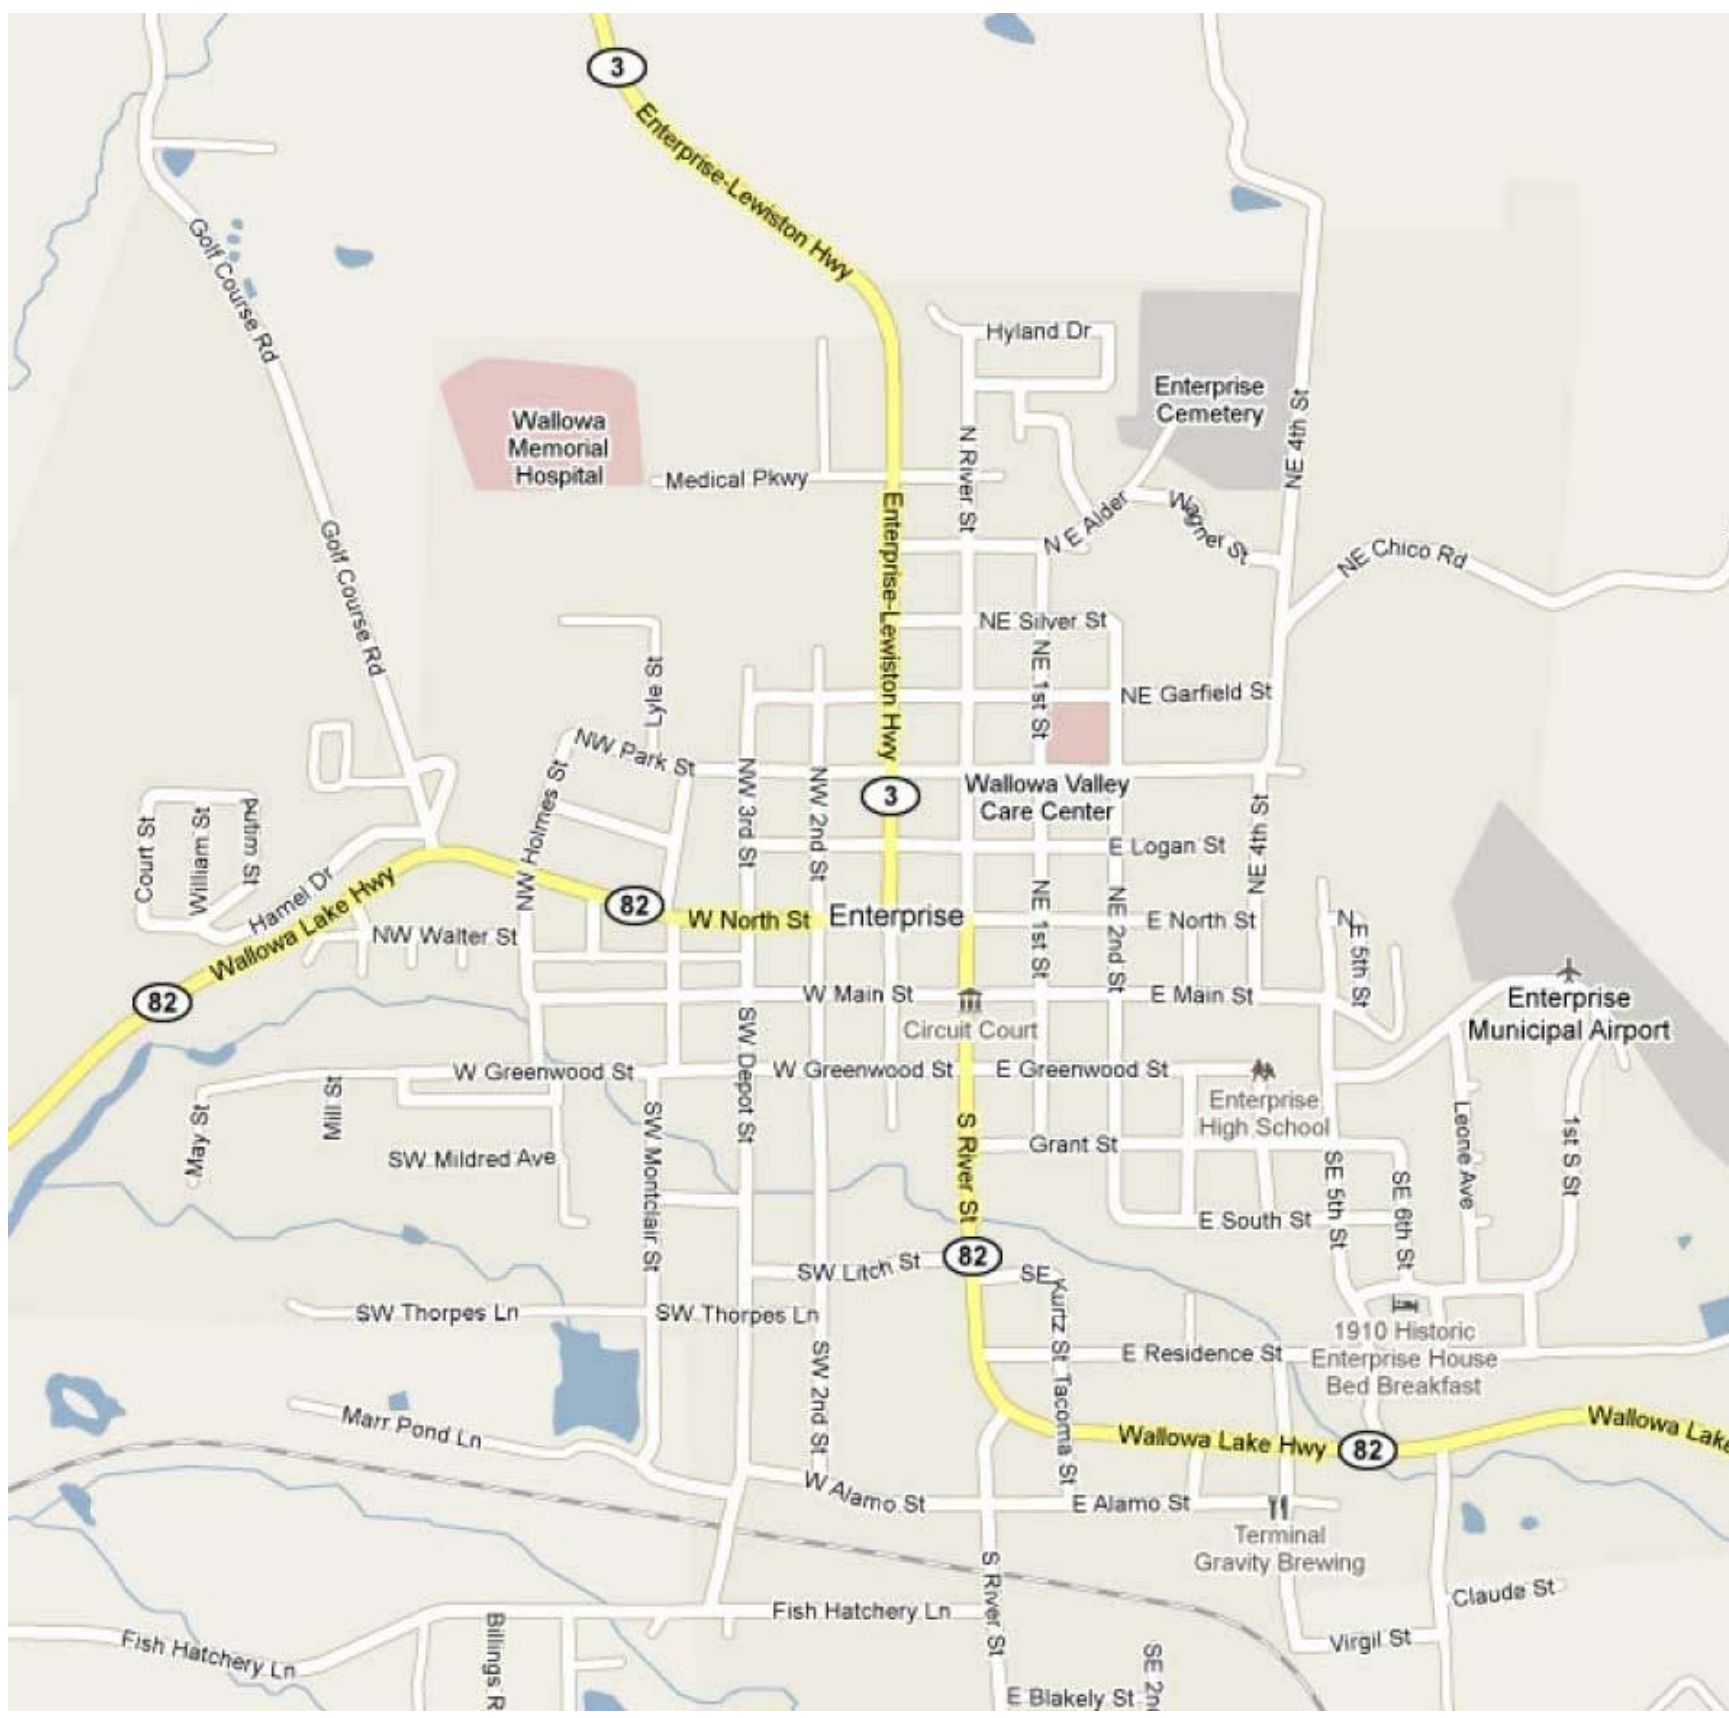 3
Enterprise-Lewiston Hwy
Golf Course Rd
Hyland Dr
Enterprise
Cemetery
NE 4th St
Wallowa
Memorial
Hospital
Medical Pkwy
N River St
Enterprise-Lewiston Hwy
N E Alder
Wagner St
NE Chico Rd
Golf Course Rd
NE Silver St
Lyle St
NE 1st St
NE Garfield St
NW Park St
NW Holmes St
NW 3rd St
NW 2nd St
3
Wallowa Valley
Care Center
NE 4th St
Court St
William St
Putim St
E Logan St
Hamel Dr
Wallowa Lake Hwy
82
W North St
Enterprise
NE 1st St
NE 2nd St
E North St
NE 5th St
NW Walter St
82
W Main St
E Main St
Circuit Court
Enterprise
Municipal Airport
SW Depot St
W Greenwood St
W Greenwood St
E Greenwood St
Enterprise
High School
May St
Mill St
SW Montclair St
S River St
Grant St
Leone Ave
1st S St
SW Mildred Ave
SE 5th St
SE 6th St
E South St
82
SW Litch St
SE Kurtz St
SW Thorpes Ln
SW Thorpes Ln
1910 Historic
Enterprise House
Bed Breakfast
E Residence St
SW 2nd St
Tacoma St
Marr Pond Ln
Wallowa Lake Hwy
82
Wallowa Lake
W Alamo St
E Alamo St
Terminal
Gravity Brewing
S River St
Claude St
Fish Hatchery Ln
Fish Hatchery Ln
Billings R
Virgil St
SE 2n
E Blakely St